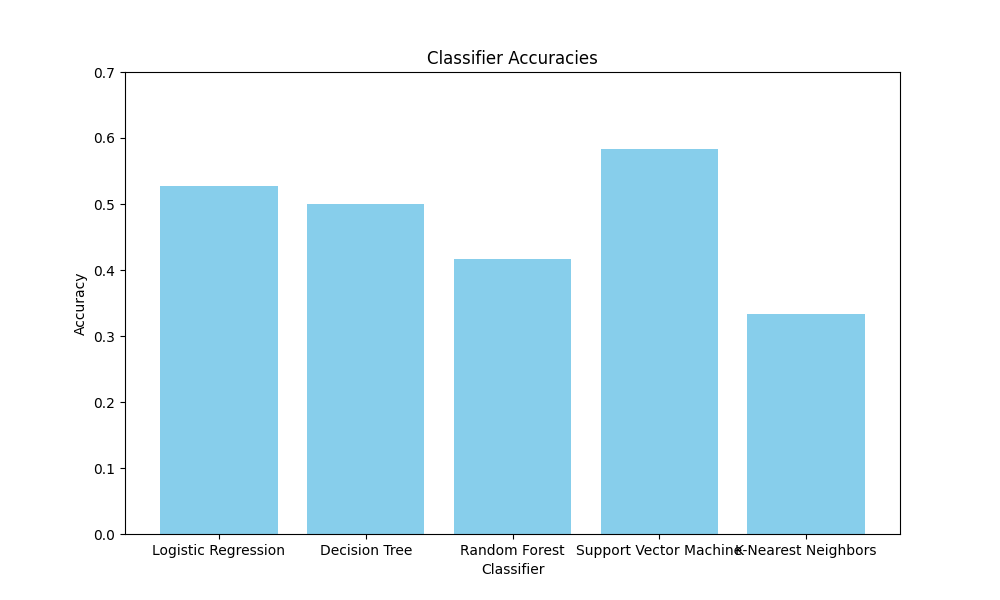 Classifier Accuracies
0.7
0.6
0.5
0.4
0.3
0.2
0.1
0.0
Accuracy
Logistic Regression
Decision Tree
Random Forest
Support Vector Machine
K-Nearest Neighbors
Classifier